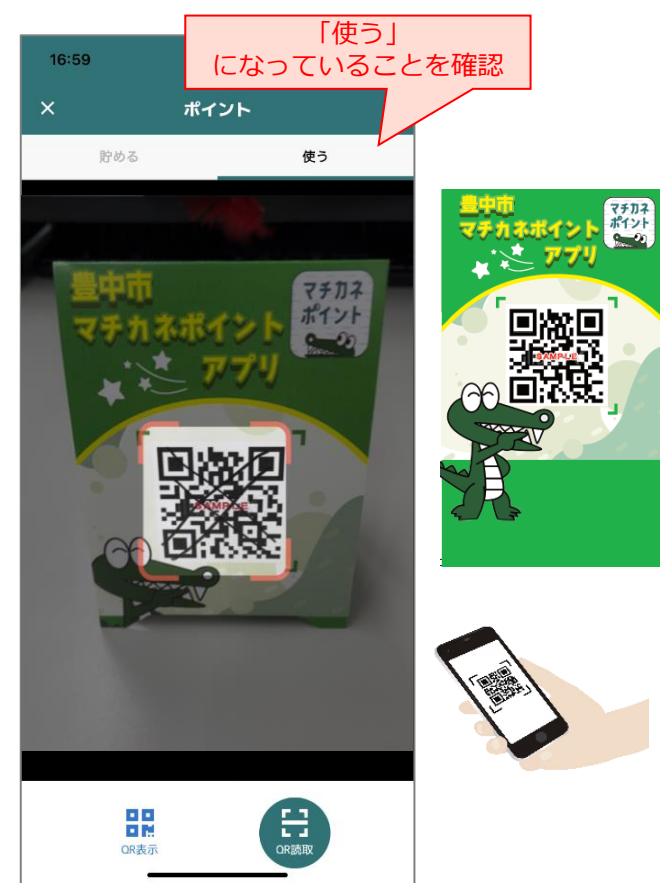 「使う」
になっていることを確認
16:59
×
ポイント
貯める
使う
豊中市
マチカネポイント
アプリ
マチカネ
ポイント
SAMPLE
QR表示
QR読取
豊中市
マチカネポイント
アプリ
マチカネ
ポイント
SAMPLE